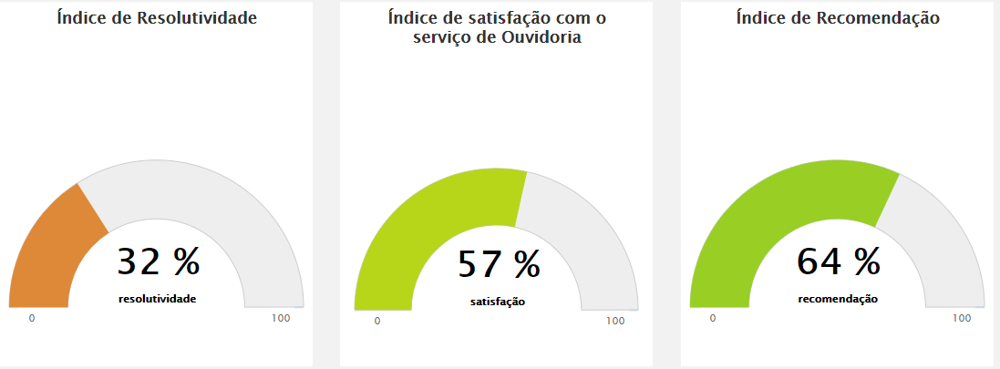 Índice de Resolutividade
32 %
resolutividade
0
100
Índice de satisfação com o
serviço de Ouvidoria
57 %
satisfação
0
100
Índice de Recomendação
64 %
recomendação
0
100